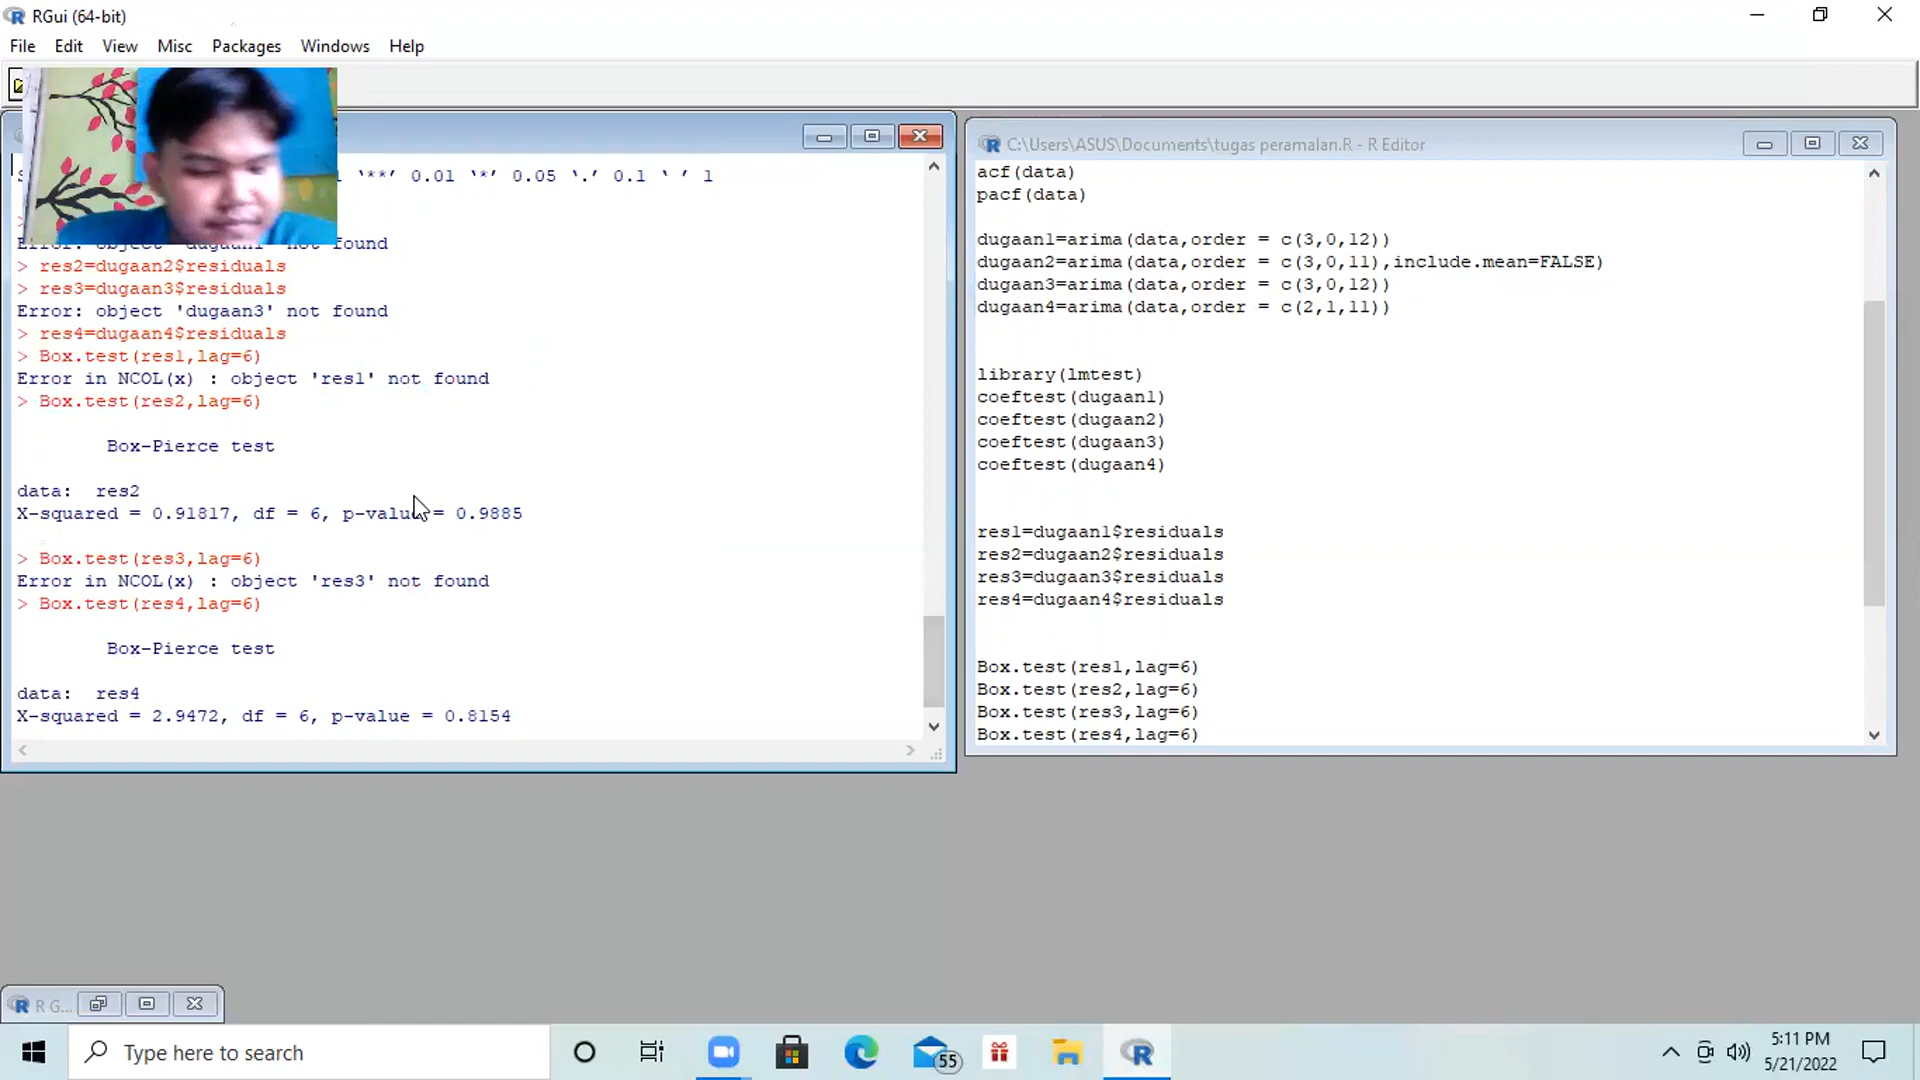 RGui (64-bit)
File Edit View Misc Packages Windows Help
1 ‘**’ 0.01 ‘*’ 0.05 ‘.’ 0.1 ‘ ’ 1
Error: object 'dugaan1' not found
> res2=dugaan2$residuals
> res3=dugaan3$residuals
Error: object 'dugaan3' not found
> res4=dugaan4$residuals
> Box.test(res1,lag=6)
Error in NCOL(x) : object 'res1' not found
> Box.test(res2,lag=6)
Box-Pierce test
data: res2
X-squared = 0.91817, df = 6, p-value = 0.9885
> Box.test(res3,lag=6)
Error in NCOL(x) : object 'res3' not found
> Box.test(res4,lag=6)
Box-Pierce test
data: res4
X-squared = 2.9472, df = 6, p-value = 0.8154
C:\Users\ASUS\Documents\tugas peramalan.R - R Editor
acf(data)
pacf(data)
dugaan1=arima(data,order = c(3,0,12))
dugaan2=arima(data,order = c(3,0,11),include.mean=FALSE)
dugaan3=arima(data,order = c(3,0,12))
dugaan4=arima(data,order = c(2,1,11))
library(lmtest)
coeftest(dugaan1)
coeftest(dugaan2)
coeftest(dugaan3)
coeftest(dugaan4)
res1=dugaan1$residuals
res2=dugaan2$residuals
res3=dugaan3$residuals
res4=dugaan4$residuals
Box.test(res1,lag=6)
Box.test(res2,lag=6)
Box.test(res3,lag=6)
Box.test(res4,lag=6)
R G...
Type here to search
55
5:11 PM
5/21/2022